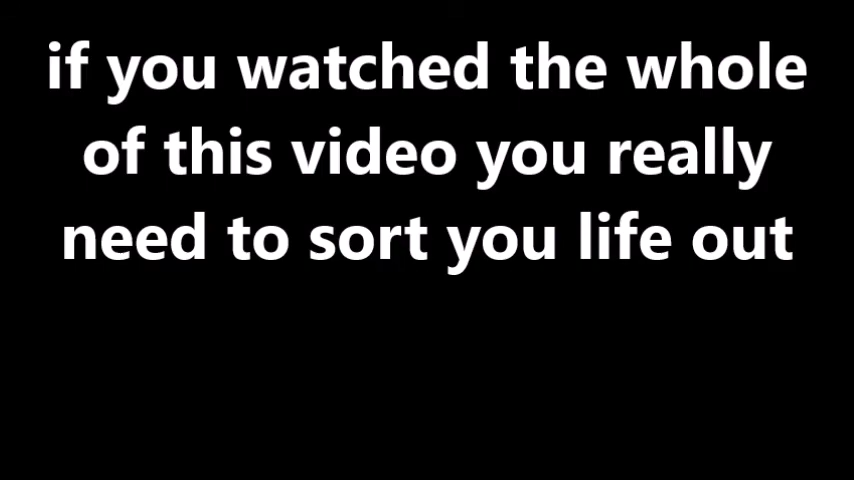 if you watched the whole
of this video you really
need to sort you life out